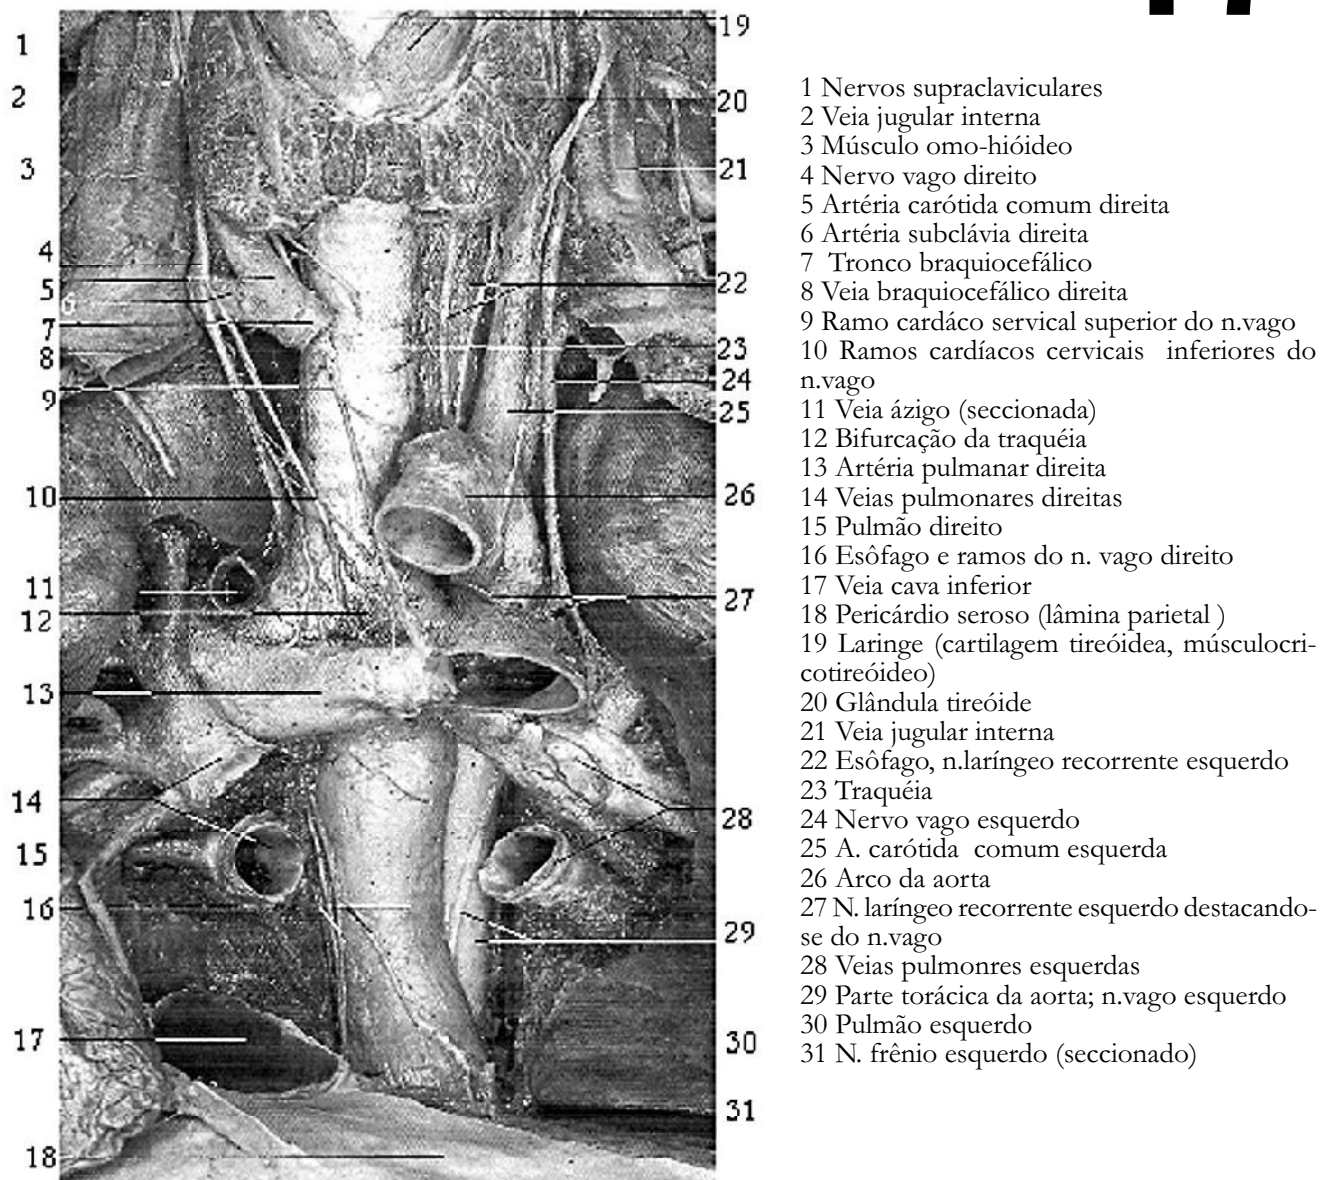 1
2
3
4
5
6
7
8
9
10
11
12
13
14
15
16
17
18
19
20
21
22
23
24
25
26
27
28
29
30
31
1 Nervos supraclaviculares
2 Veia jugular interna
3 Músculo omo-hióideo
4 Nervo vago direito
5 Artéria carótida comum direita
6 Artéria subclávia direita
7 Tronco braquiocefálico
8 Veia braquiocefálico direita
9 Ramo cardáco servical superior do n.vago
10 Ramos cardíacos cervicais inferiores do
n.vago
11 Veia ázigo (seccionada)
12 Bifurcação da traquéia
13 Artéria pulmanar direita
14 Veias pulmonares direitas
15 Pulmão direito
16 Esôfago e ramos do n. vago direito
17 Veia cava inferior
18 Pericárdio seroso (lâmina parietal )
19 Laringe (cartilagem tireóidea, músculocri-
cotireóideo)
20 Glândula tireóide
21 Veia jugular interna
22 Esôfago, n.laríngeo recorrente esquerdo
23 Traquéia
24 Nervo vago esquerdo
25 A. carótida comum esquerda
26 Arco da aorta
27 N. laríngeo recorrente esquerdo destacando-
se do n.vago
28 Veias pulmonres esquerdas
29 Parte torácica da aorta; n.vago esquerdo
30 Pulmão esquerdo
31 N. frênio esquerdo (seccionado)